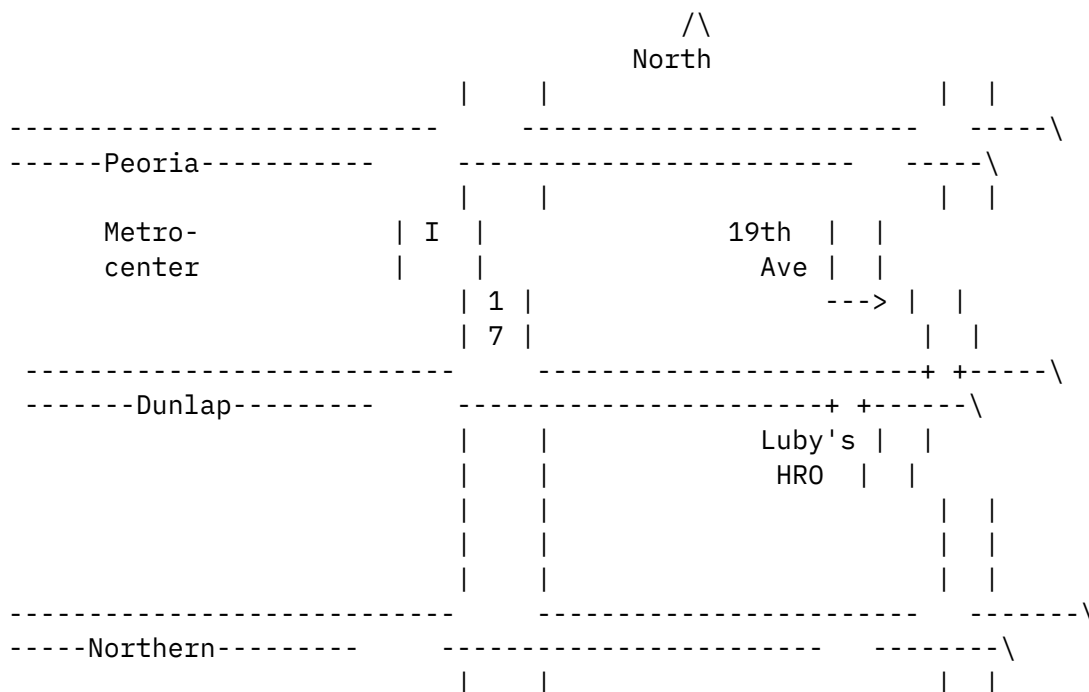 /\
                                       North
                            |    |                         |  |
---------------------------     -------------------------   -----\
------Peoria-----------     -------------------------   -----\
                            |    |                         |  |
      Metro-            | I  |               19th  |  |
      center            |    |                 Ave |  |
                            | 1 |                  ---> |  |
                            | 7 |                        |  |
 ---------------------------     ------------------------+ +-----\
 -------Dunlap---------     -----------------------+ +------\
                            |    |             Luby's |  |
                            |    |              HRO  |  |
                            |    |                        |  |
                            |    |                        |  |
                            |    |                        |  |
----------------------------     ------------------------   -------\
-----Northern---------     ------------------------   --------\
                            |    |                        |  |